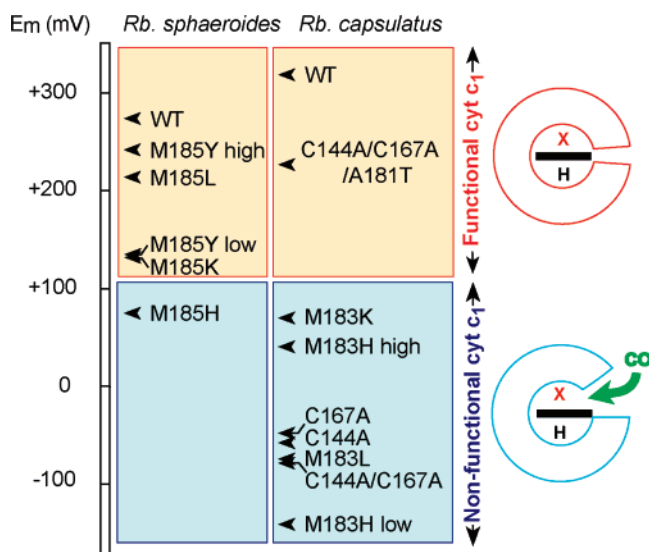 Em (mV) Rb. sphaeroides Rb. capsulatus
+300
+200
+100
0
-100
WT
M185Y high
M185L
M185Y low
M185K
M185H
WT
C144A/C167A
/A181T
M183K
M183H high
C167A
C144A
M183L
C144A/C167A
M183H low
Functional cyt c1
Non-functional cyt c1
X
H
CO
X
H